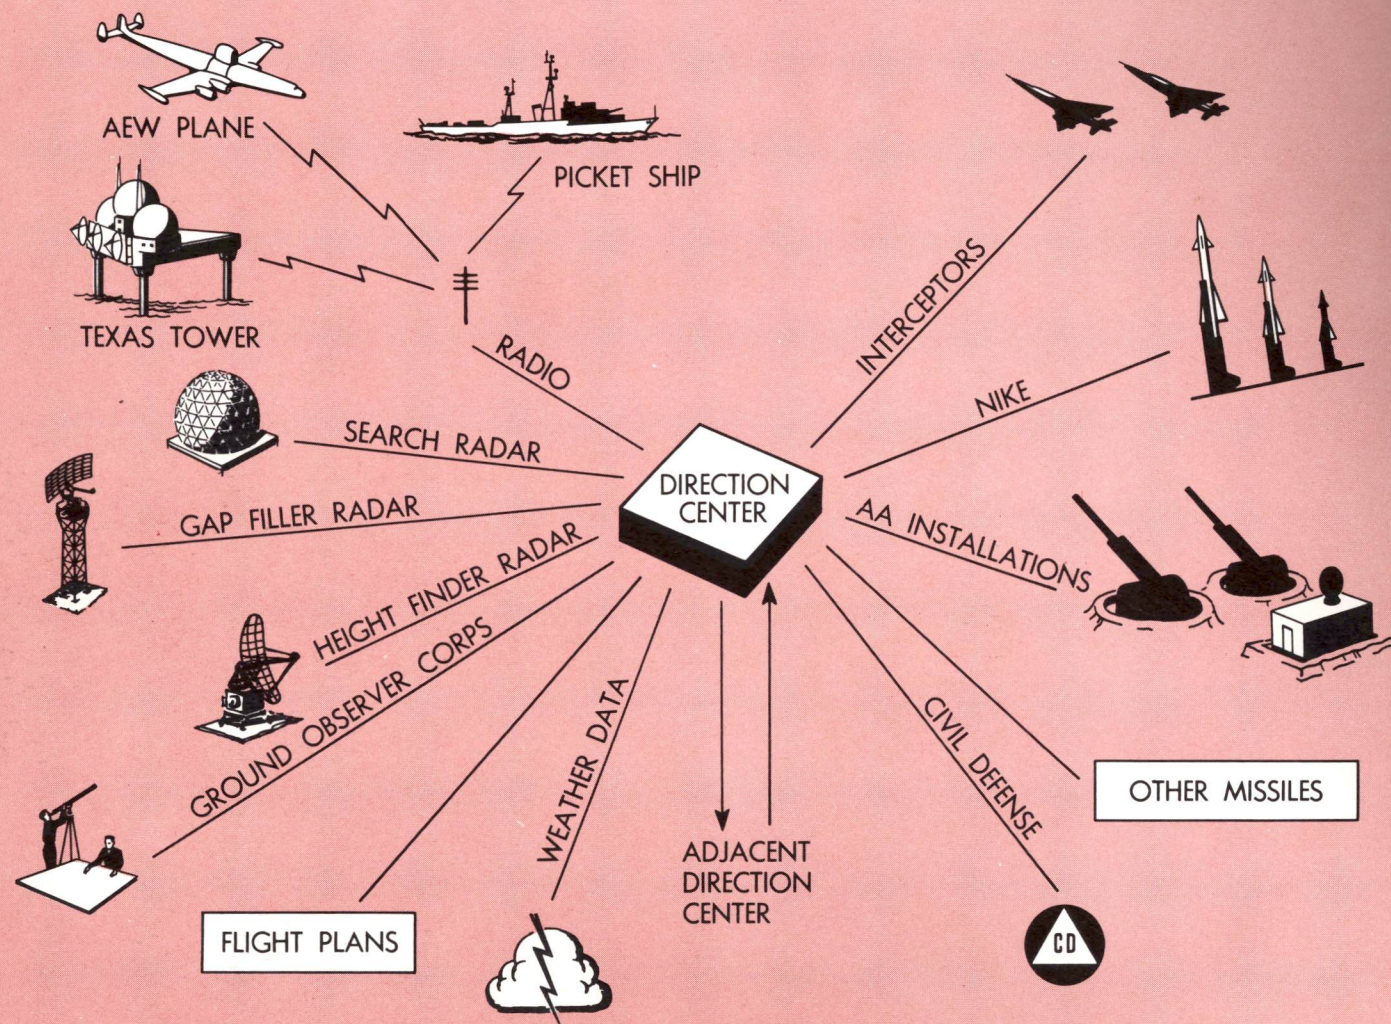 AEW PLANE
PICKET SHIP
TEXAS TOWER
RADIO
SEARCH RADAR
GAP FILLER RADAR
HEIGHT FINDER RADAR
GROUND OBSERVER CORPS
FLIGHT PLANS
WEATHER DATA
DIRECTION
CENTER
ADJACENT
DIRECTION
CENTER
INTERCEPTORS
NIKE
AA INSTALLATIONS
OTHER MISSILES
CIVIL DEFENSE
CD